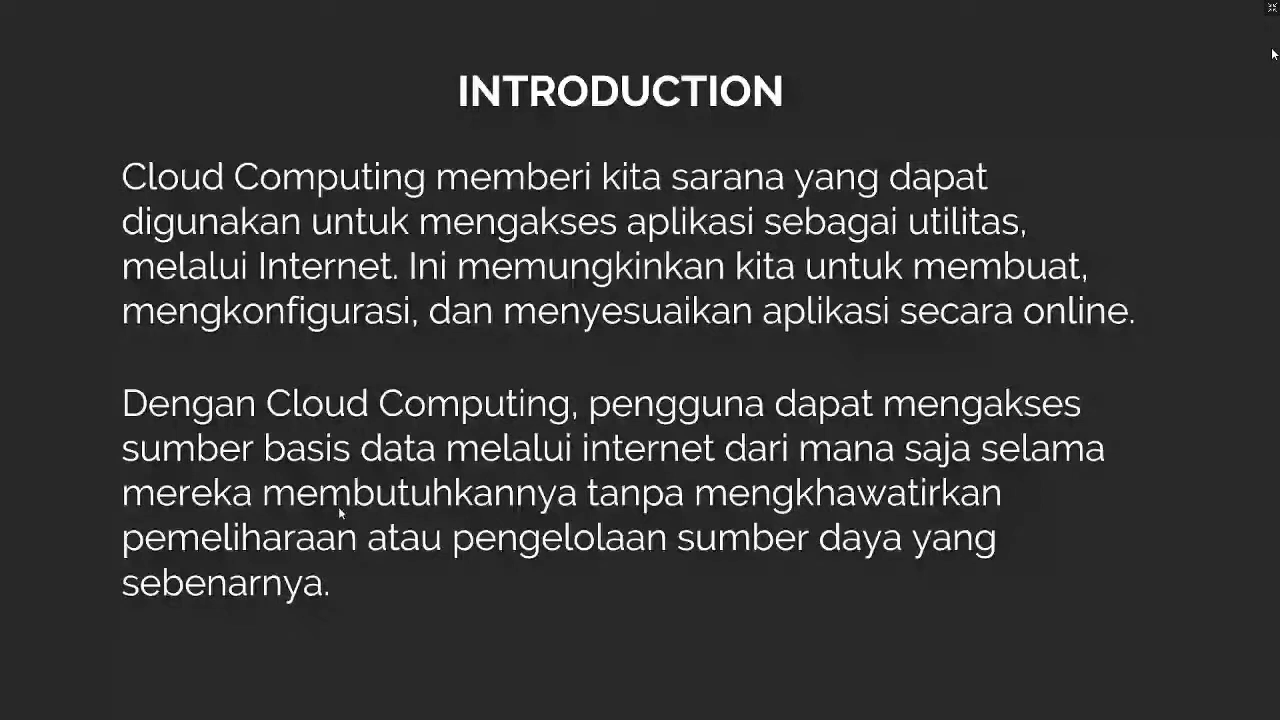 INTRODUCTION
Cloud Computing memberi kita sarana yang dapat
digunakan untuk mengakses aplikasi sebagai utilitas,
melalui Internet. Ini memungkinkan kita untuk membuat,
mengkonfigurasi, dan menyesuaikan aplikasi secara online.
Dengan Cloud Computing, pengguna dapat mengakses
sumber basis data melalui internet dari mana saja selama
mereka membutuhkannya tanpa mengkhawatirkan
pemeliharaan atau pengelolaan sumber daya yang
sebenarnya.